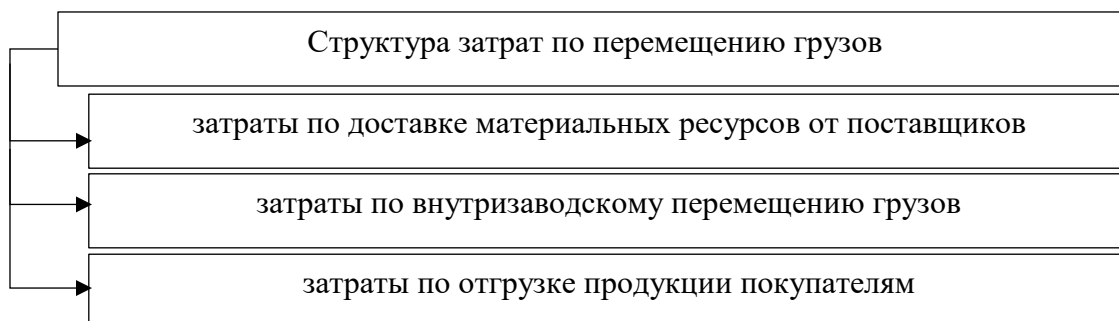 Структура затрат по перемещению грузов
затраты по доставке материальных ресурсов от поставщиков
затраты по внутризаводскому перемещению грузов
затраты по отгрузке продукции покупателям